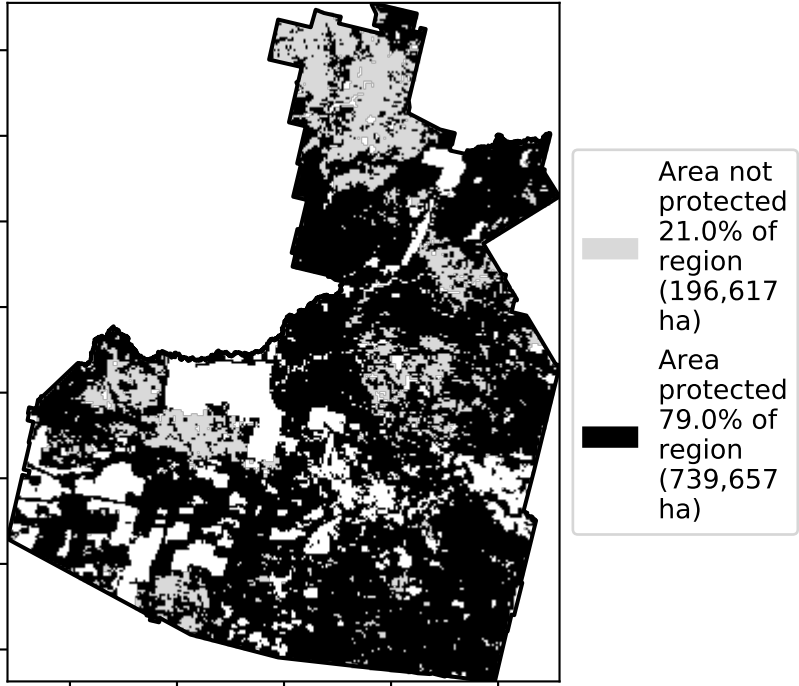 Area not
protected
21.0% of
region
(196,617
ha)
Area
protected
79.0% of
region
(739,657
ha)